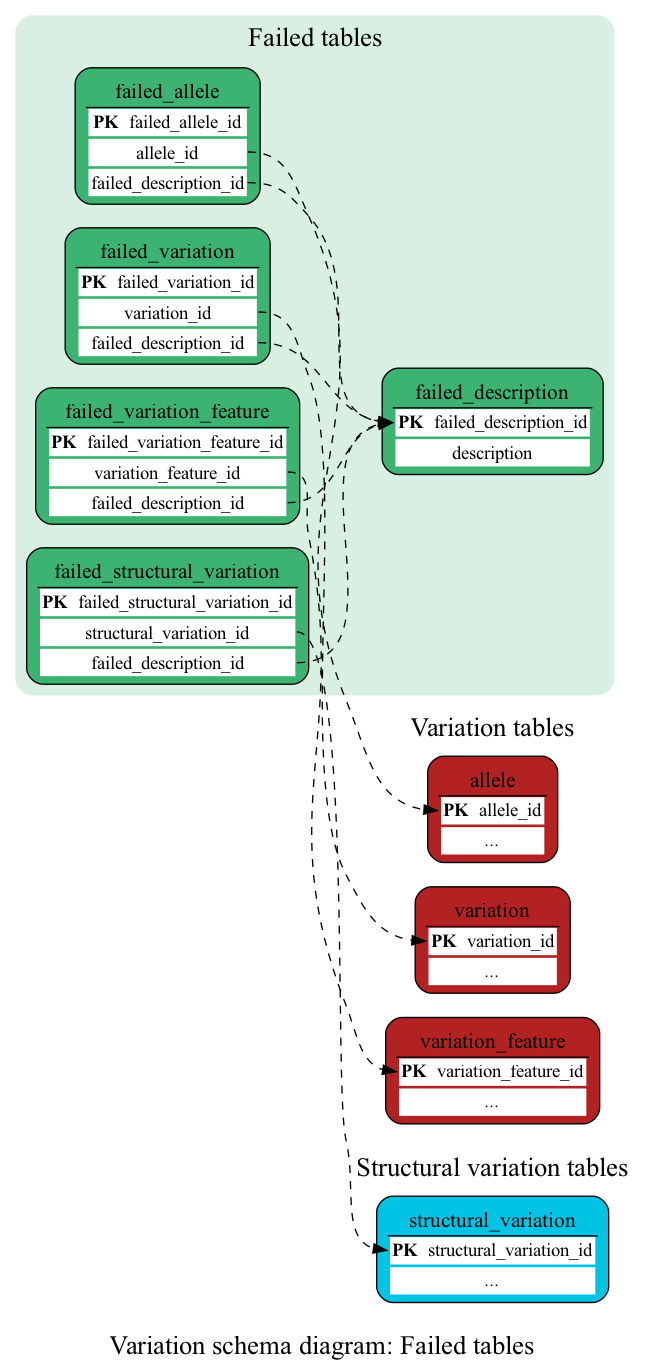 Failed tables
failed_allele
PK failed_allele_id
allele_id
failed_description_id
failed_variation
PK failed_variation_id
variation_id
failed_description_id
failed_variation_feature
PK failed_variation_feature_id
variation_feature_id
failed_description_id
failed_structural_variation
PK failed_structural_variation_id
structural_variation_id
failed_description_id
failed_description
PK failed_description_id
description
Variation tables
allele
PK allele_id
...
variation
PK variation_id
...
variation_feature
PK variation_feature_id
...
Structural variation tables
structural_variation
PK structural_variation_id
...
Variation schema diagram: Failed tables